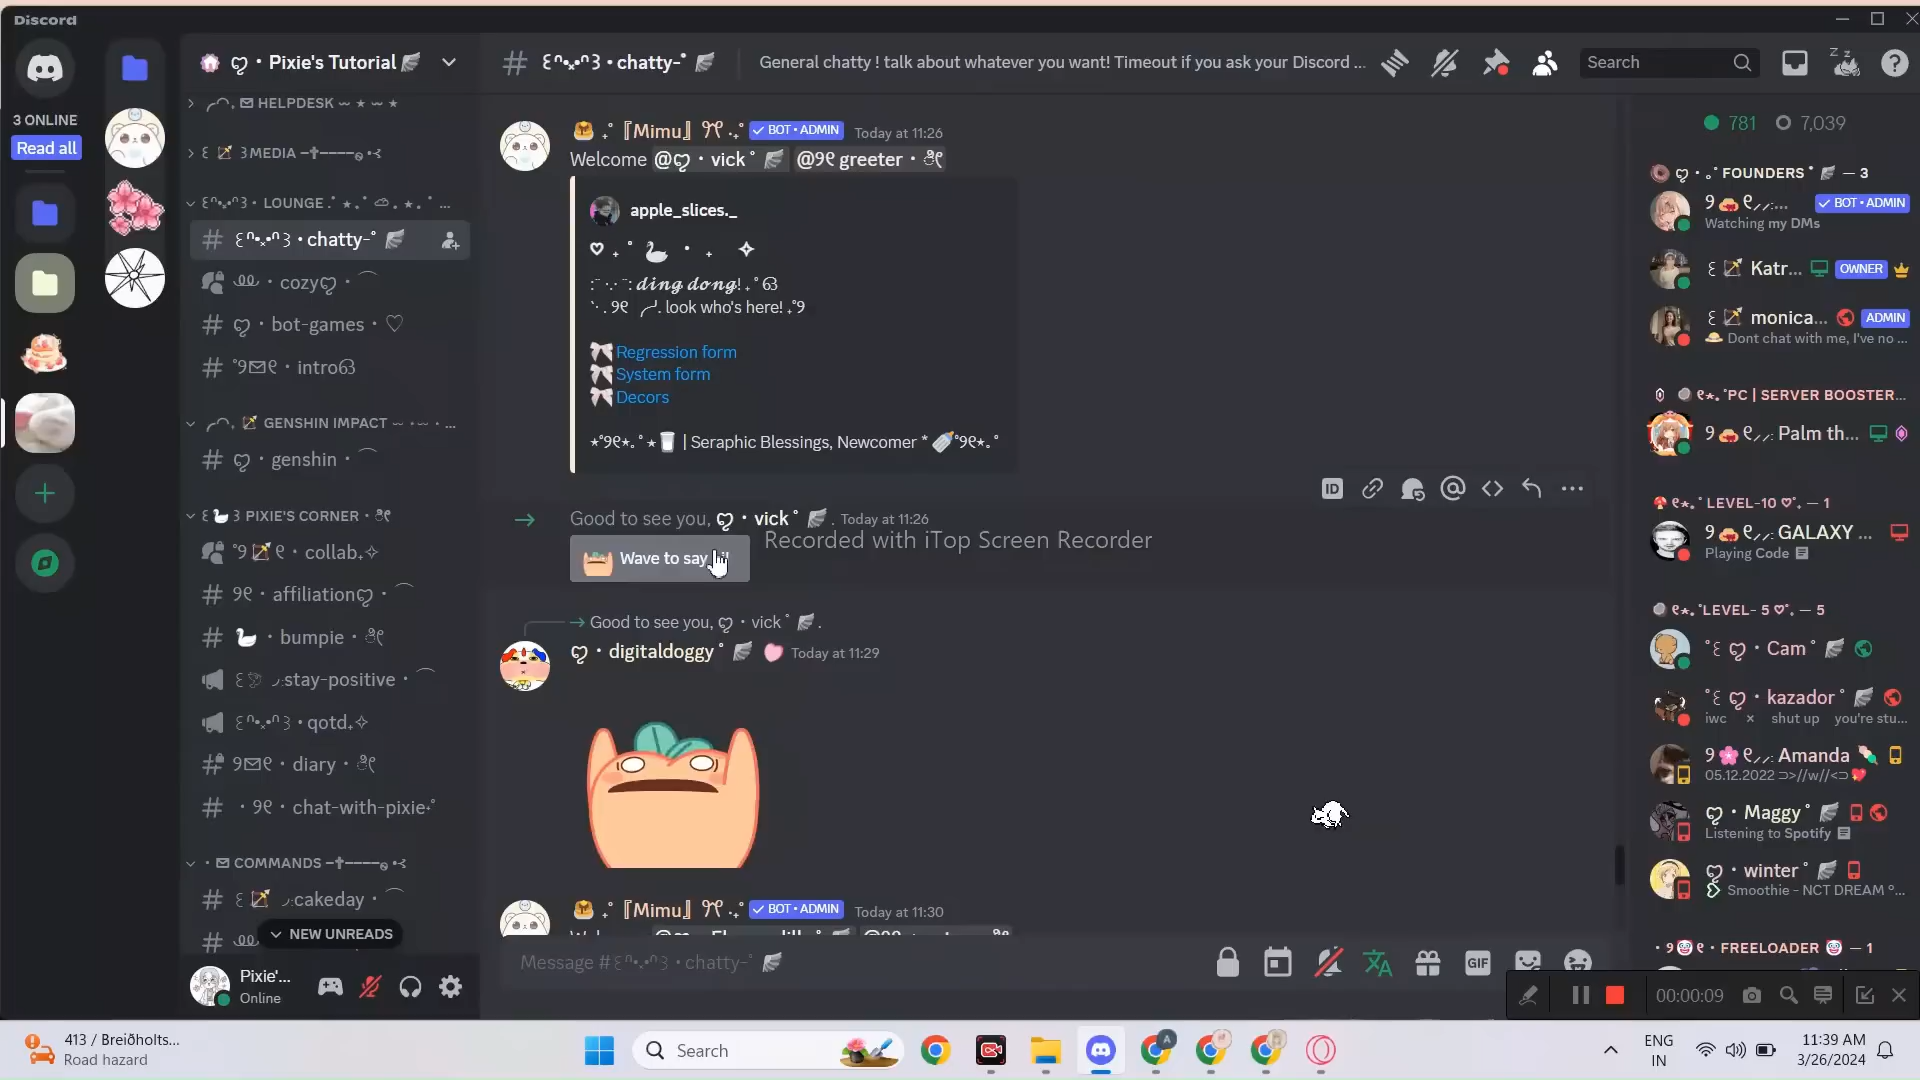 Discord
3 ONLINE
Read all
ღ • Pixie's Tutorial
HELPDESK
MEDIA
LOUNGE
chatty-
cozyღ
ღ • bot-games • ♡
intro
GENSHIN IMPACT
ღ • genshin
PIXIE'S CORNER
collab
affiliationღ
bumpie
stay-positive
qotd
diary
chat-with-pixie
COMMANDS
cakeday
NEW UNREADS
Pixie'...
Online
chatty-
General chatty ! talk about whatever you want! Timeout if you ask your Discord ...
Search
『Mimu』 ✓ BOT • ADMIN Today at 11:26
Welcome @ღ • vick @୨୧ greeter
apple_slices._
𝓭𝓲𝓷𝓰 𝓭𝓸𝓷𝓰!
look who's here!
Regression form
System form
Decors
| Seraphic Blessings, Newcomer *
ID
Good to see you, ღ • vick . Today at 11:26
Wave to say
Recorded with iTop Screen Recorder
Good to see you, ღ • vick .
ღ • digitaldoggy Today at 11:29
『Mimu』 ✓ BOT • ADMIN Today at 11:30
Message # chatty-
GIF
781 7,039
FOUNDERS — 3
✓ BOT • ADMIN
Watching my DMs
Katr... OWNER
monica... ADMIN
Dont chat with me, I've no ...
PC | SERVER BOOSTER...
Palm th...
LEVEL-10 — 1
GALAXY ...
Playing Code
LEVEL- 5 — 5
ღ • Cam
ღ • kazador
iwc × shut up you're stu...
Amanda
05.12.2022 ⊃>//w//<⊃
ღ • Maggy
Listening to Spotify
ღ • winter
Smoothie - NCT DREAM ...
FREELOADER — 1
00:00:09
413 / Breiðholts...
Road hazard
Search
ENG
IN
11:39 AM
3/26/2024